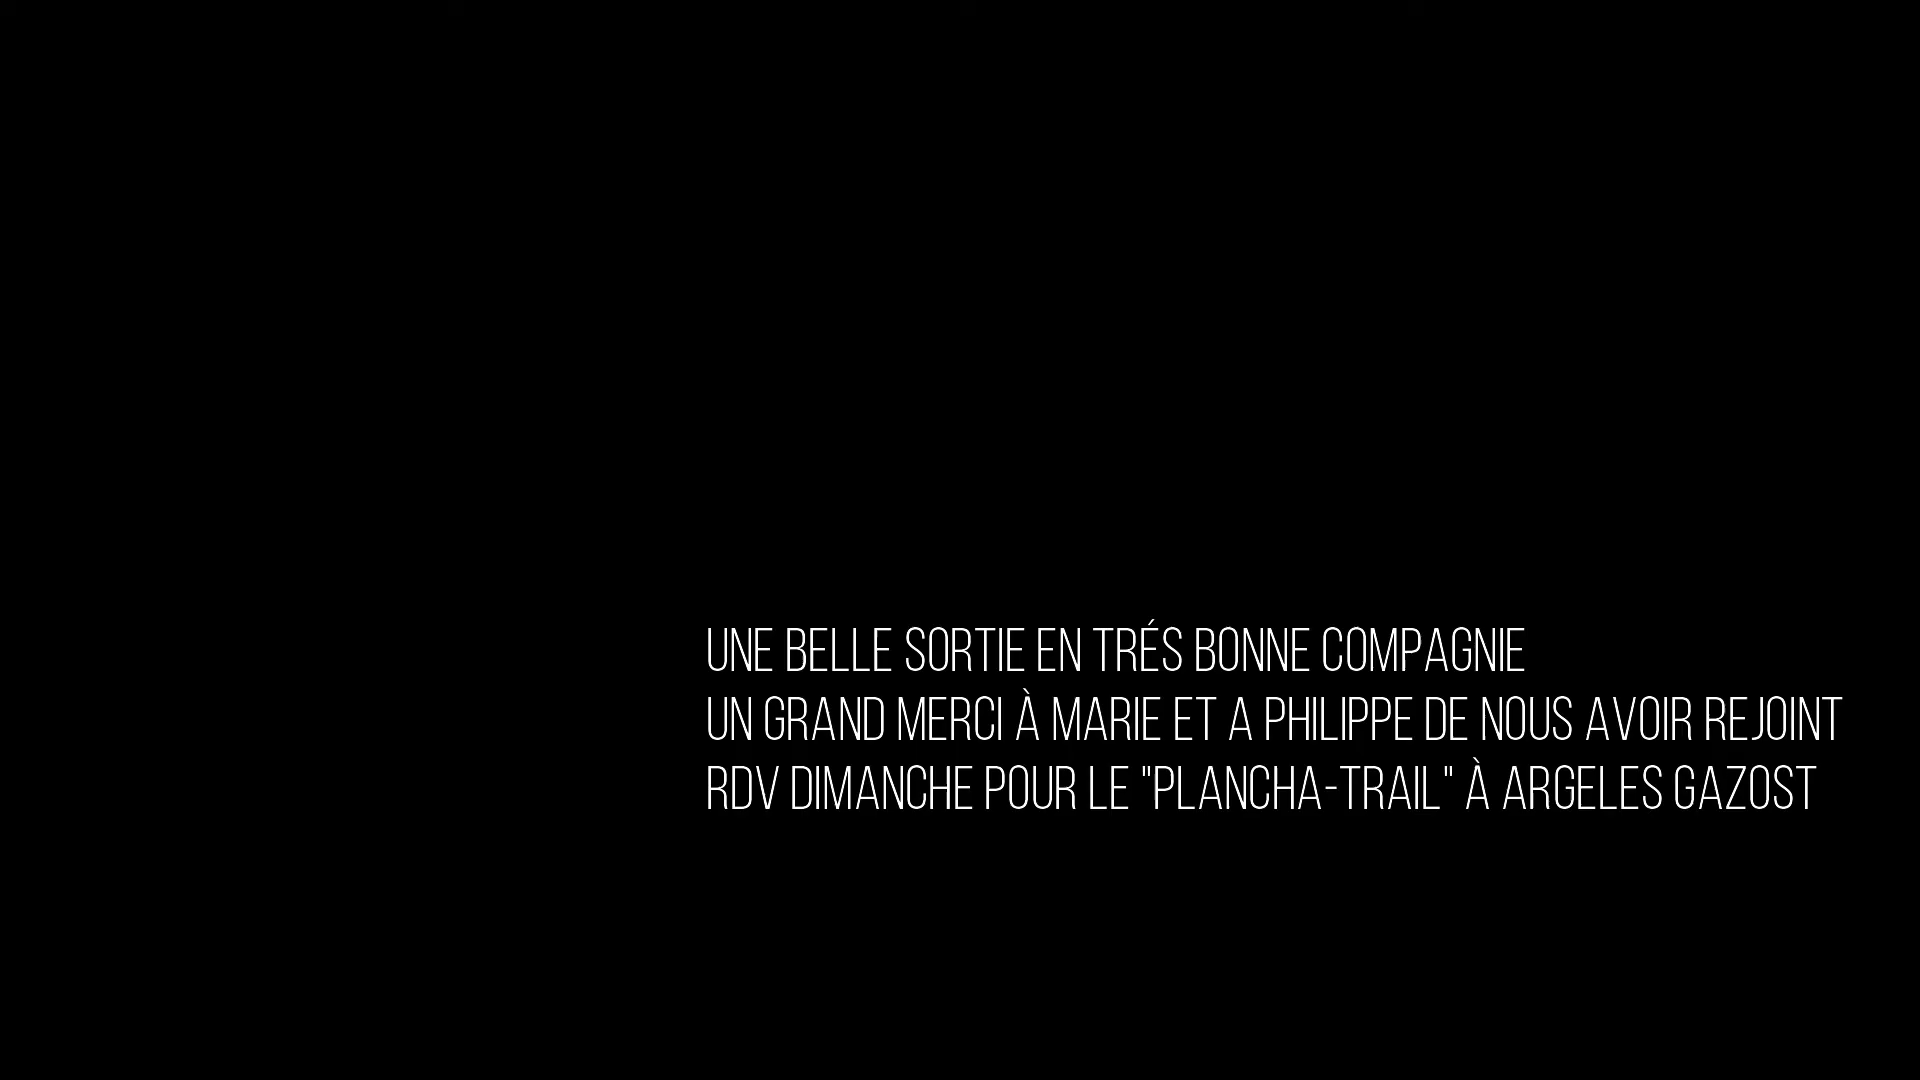 UNE BELLE SORTIE EN TRÉS BONNE COMPAGNIE
UN GRAND MERCI À MARIE ET A PHILIPPE DE NOUS AVOIR REJOINT
RDV DIMANCHE POUR LE "PLANCHA-TRAIL" À ARGELES GAZOST